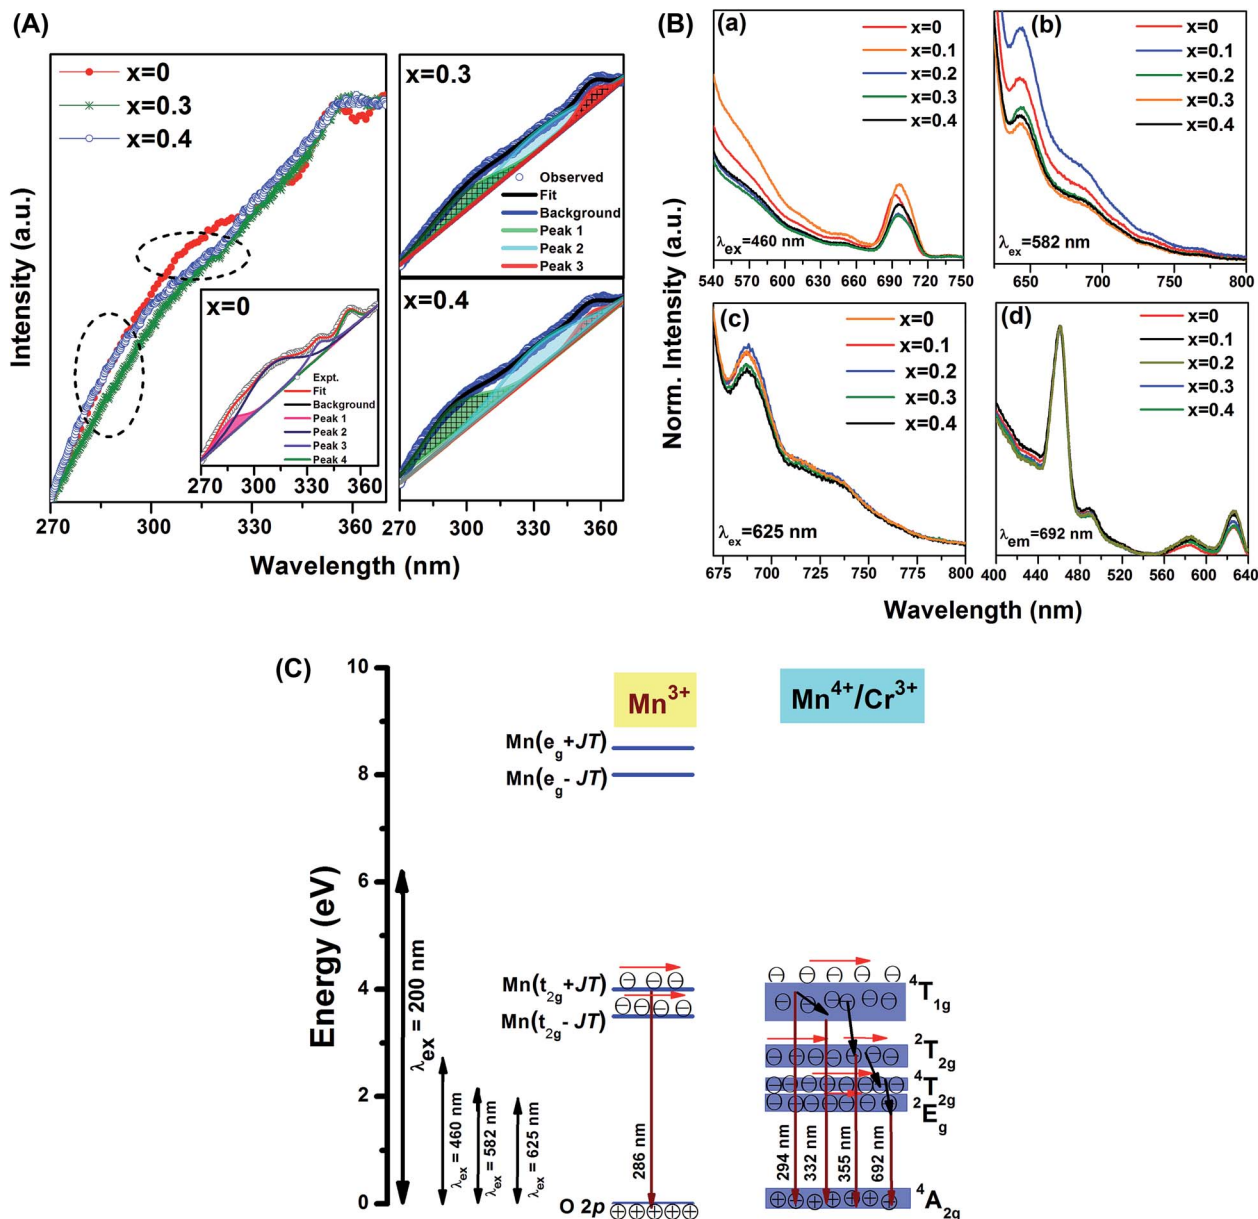 (A)
x=0
x=0.3
x=0.4
Intensity (a.u.)
x=0
Expt.
Fit
Background
Peak 1
Peak 2
Peak 3
Peak 4
270 300 330 360
270 300 330 360
x=0.3
Observed
Fit
Background
Peak 1
Peak 2
Peak 3
x=0.4
270 300 330 360
Wavelength (nm)
(B)
Norm. Intensity (a.u.)
(a)
x=0
x=0.1
x=0.2
x=0.3
x=0.4
λex=460 nm
540 570 600 630 660 690 720 750
(b)
x=0
x=0.1
x=0.2
x=0.3
x=0.4
λex=582 nm
650 700 750 800
(c)
x=0
x=0.1
x=0.2
x=0.3
x=0.4
λex=625 nm
675 700 725 750 775 800
(d)
x=0
x=0.1
x=0.2
x=0.3
x=0.4
λem=692 nm
400 440 480 520 560 600 640
Wavelength (nm)
(C)
Energy (eV)
10
8
6
4
2
0
λex = 200 nm
λex = 460 nm
λex = 582 nm
λex = 625 nm
Mn3+
Mn(eg+JT)
Mn(eg- JT)
Mn(t2g+JT)
Mn(t2g- JT)
286 nm
O 2p
Mn4+/Cr3+
4T1g
2T2g
4T2g
2Eg
294 nm
332 nm
355 nm
692 nm
4A2g